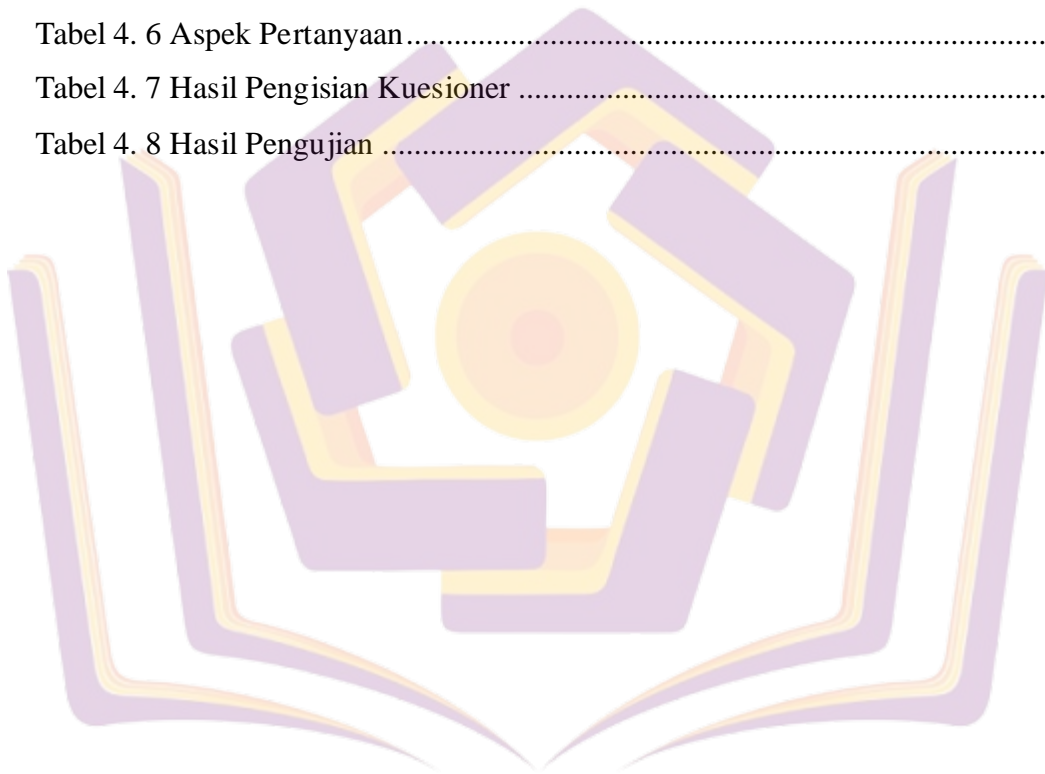 Tabel 4. 6 Aspek Pertanyaan..........................................................................................
Tabel 4. 7 Hasil Pengisian Kuesioner ..........................................................................
Tabel 4. 8 Hasil Pengujian .............................................................................................